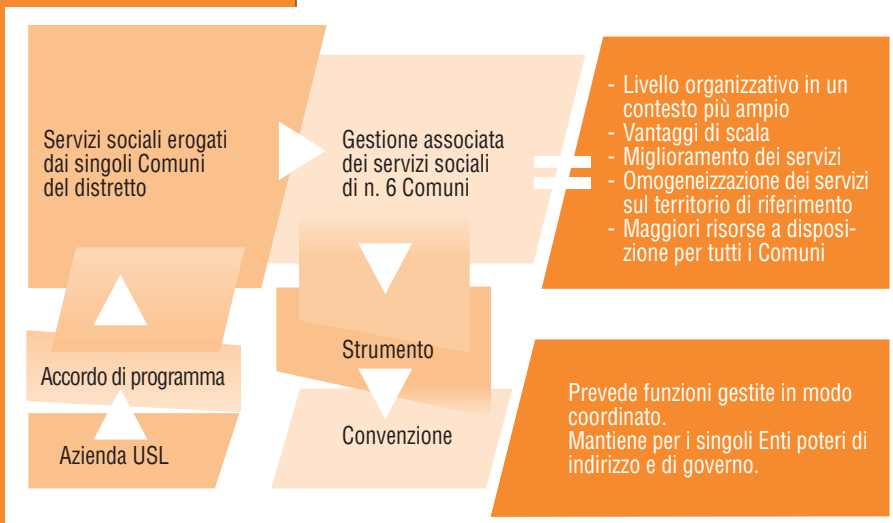 Servizi sociali erogati
dai singoli Comuni
del distretto
Gestione associata
dei servizi sociali
di n. 6 Comuni
- Livello organizzativo in un
contesto più ampio
- Vantaggi di scala
- Miglioramento dei servizi
- Omogeneizzazione dei servizi
sul territorio di riferimento
- Maggiori risorse a disposi-
zione per tutti i Comuni
Accordo di programma
Azienda USL
Strumento
Convenzione
Prevede funzioni gestite in modo
coordinato.
Mantiene per i singoli Enti poteri di
indirizzo e di governo.